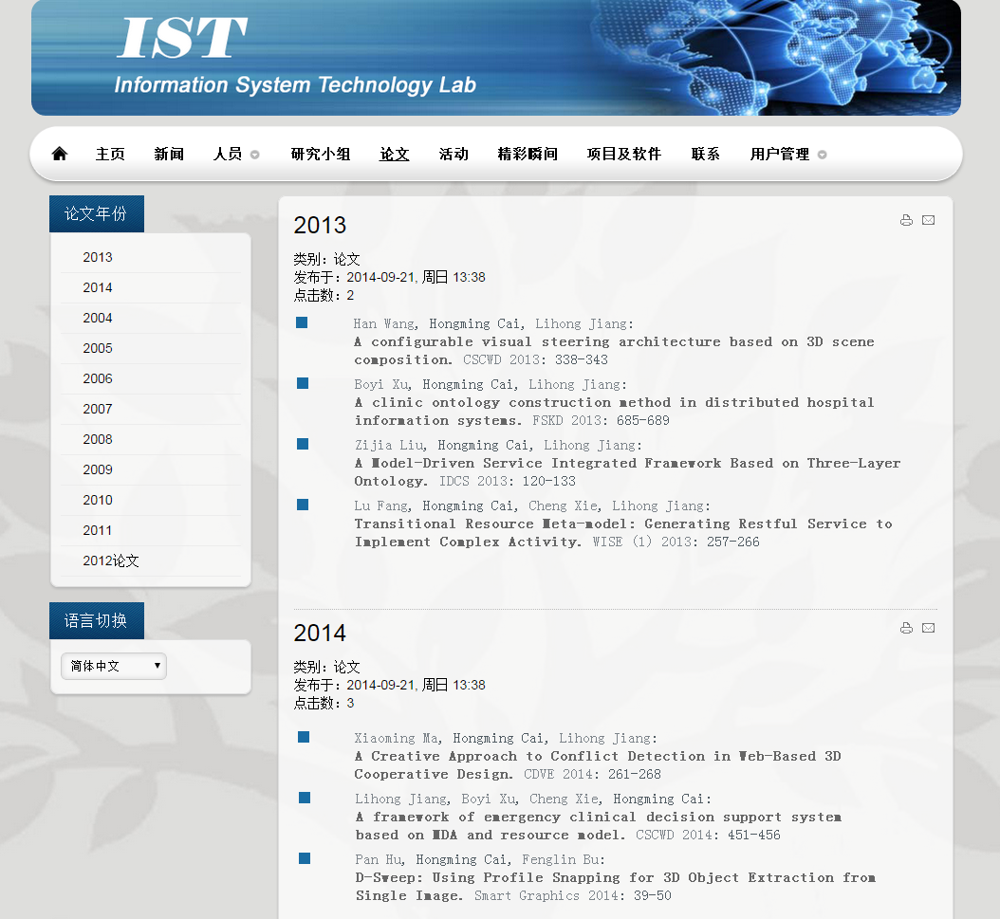 IST
Information System Technology Lab
主页 新闻 人员 研究小组 论文 活动 精彩瞬间 项目及软件 联系 用户管理
论文年份
2013
2014
2004
2005
2006
2007
2008
2009
2010
2011
2012论文
语言切换
简体中文
2013
类别：论文
发布于：2014-09-21, 周日 13:38
点击数：2
Han Wang, Hongming Cai, Lihong Jiang:
A configurable visual steering architecture based on 3D scene
composition. CSCWD 2013: 338-343
Boyi Xu, Hongming Cai, Lihong Jiang:
A clinic ontology construction method in distributed hospital
information systems. FSKD 2013: 685-689
Zijia Liu, Hongming Cai, Lihong Jiang:
A Model-Driven Service Integrated Framework Based on Three-Layer
Ontology. IDCS 2013: 120-133
Lu Fang, Hongming Cai, Cheng Xie, Lihong Jiang:
Transitional Resource Meta-model: Generating Restful Service to
Implement Complex Activity. WISE (1) 2013: 257-266
2014
类别：论文
发布于：2014-09-21, 周日 13:38
点击数：3
Xiaoming Ma, Hongming Cai, Lihong Jiang:
A Creative Approach to Conflict Detection in Web-Based 3D
Cooperative Design. CDVE 2014: 261-268
Lihong Jiang, Boyi Xu, Cheng Xie, Hongming Cai:
A framework of emergency clinical decision support system
based on MDA and resource model. CSCWD 2014: 451-456
Pan Hu, Hongming Cai, Fenglin Bu:
D-Sweep: Using Profile Snapping for 3D Object Extraction from
Single Image. Smart Graphics 2014: 39-50